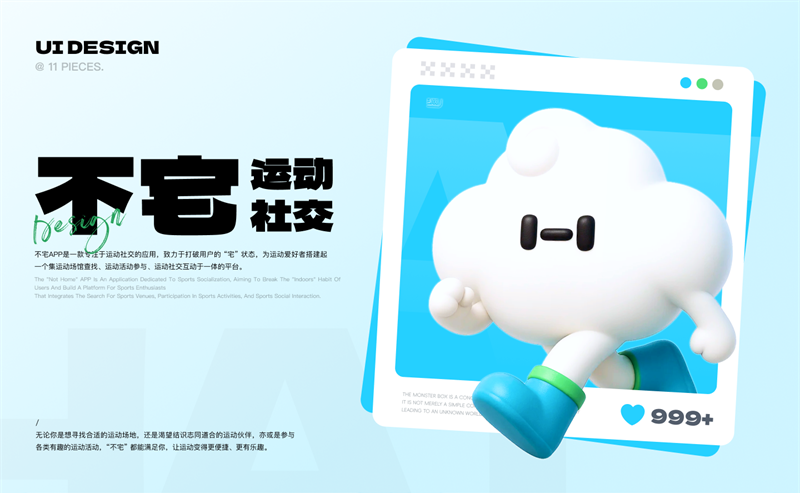 UI DESIGN
@ 11 PIECES.
不宅
运动
社交
Design
不宅APP是一款专注于运动社交的应用，致力于打破用户的“宅”状态，为运动爱好者搭建起
一个集运动场馆查找、运动活动参与、运动社交互动于一体的平台。
The "Not Home" APP Is An Application Dedicated To Sports Socialization, Aiming To Break The "Indoors" Habit Of
Users And Build A Platform For Sports Enthusiasts
That Integrates The Search For Sports Venues, Participation In Sports Activities, And Sports Social Interaction.
/
无论你是想寻找合适的运动场地，还是渴望结识志同道合的运动伙伴，亦或是参与
各类有趣的运动活动，“不宅”都能满足你，让运动变得更便捷、更有乐趣。
THE MONSTER BOX IS A CON
IT IS NOT MERELY A SIMPLE CO
LEADING TO AN UNKNOWN WORL
999+